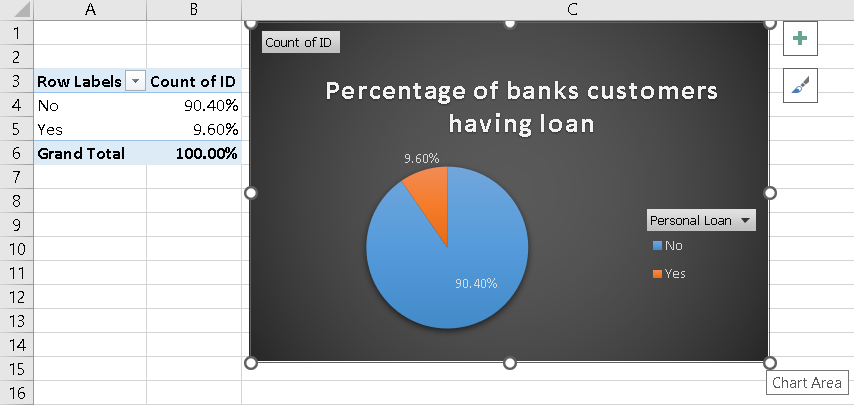 A B C
1
2
3 Row Labels Count of ID
4 No 90.40%
5 Yes 9.60%
6 Grand Total 100.00%
7
8
9
10
11
12
13
14
15
16
Count of ID
Percentage of banks customers
having loan
9.60%
90.40%
Personal Loan
No
Yes
Chart Area